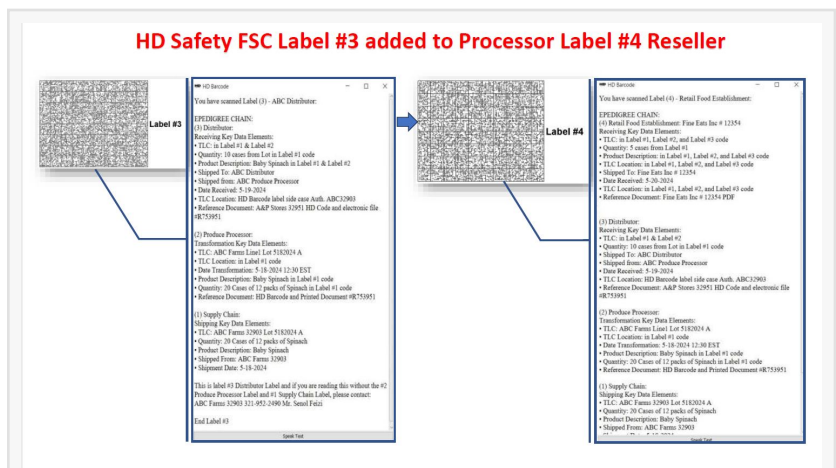 HD Safety FSC Label #3 added to Processor Label #4 Reseller
Label #3
HD Barcode
You have scanned Label (3) - ABC Distributor:
EPEDIGREE CHAIN:
(3) Distributor:
Receiving Key Data Elements:
• TLC: in Label #1 & Label #2
• Quantity: 10 cases from Lot in Label #1 code
• Product Description: Baby Spinach in Label #1 & Label #2
• Shipped To: ABC Distributor
• Shipped from: ABC Produce Processor
• Date Received: 5-19-2024
• TLC Location: HD Barcode label side case Auth. ABC32903
• Reference Document: A&P Stores 32951 HD Code and electronic file
#R753951
(2) Produce Processor:
Transformation Key Data Elements:
• TLC: ABC Farms Line1 Lot 5182024 A
• TLC Location: in Label #1 code
• Date Transformation: 5-18-2024 12:30 EST
• Product Description: Baby Spinach in Label #1 code
• Quantity: 20 Cases of 12 packs of Spinach in Label #1 code
• Reference Document: HD Barcode and Printed Document #R753951
(1) Supply Chain:
Shipping Key Data Elements:
• TLC: ABC Farms 32903 Lot 5182024 A
• Quantity: 20 Cases of 12 packs of Spinach
• Product Description: Baby Spinach
• Shipped From: ABC Farms 32903
• Shipment Date: 5-18-2024
This is label #3 Distributor Label and if you are reading this without the #2
Produce Processor Label and #1 Supply Chain Label, please contact:
ABC Farms 32903 321-952-2490 Mr. Senol Feizi
End Label #3
Speak Text
Label #4
HD Barcode
You have scanned Label (4) - Retail Food Establishment:
EPEDIGREE CHAIN:
(4) Retail Food Establishment: Fine Eats Inc # 12354
Receiving Key Data Elements:
• TLC: in Label #1, Label #2, and Label #3 code
• Quantity: 5 cases from Label #1
• Product Description: in Label #1, Label #2, and Label #3 code
• TLC Location: in Label #1, Label #2, and Label #3 code
• Shipped To: Fine Eats Inc # 12354
• Date Received: 5-20-2024
• TLC Location: in Label #1, Label #2, and Label #3 code
• Reference Document: Fine Eats Inc # 12354 PDF
(3) Distributor:
Receiving Key Data Elements:
• TLC: in Label #1 & Label #2
• Quantity: 10 cases from Lot in Label #1 code
• Shipped To: ABC Distributor
• Shipped from: ABC Produce Processor
• Date Received: 5-19-2024
• TLC Location: HD Barcode label side case Auth. ABC32903
• Reference Document: A&P Stores 32951 HD Code and electronic file
#R753951
(2) Produce Processor:
Transformation Key Data Elements:
• TLC: ABC Farms Line1 Lot 5182024 A
• TLC Location: in Label #1 code
• Date Transformation: 5-18-2024 12:30 EST
• Product Description: Baby Spinach in Label #1 code
• Quantity: 20 Cases of 12 packs of Spinach in Label #1 code
• Reference Document: HD Barcode and Printed Document #R753951
(1) Supply Chain:
Shipping Key Data Elements:
• TLC: ABC Farms 32903 Lot 5182024 A
• Quantity: 20 Cases of 12 packs of Spinach
• Product Description: Baby Spinach
• Shipped From: ABC Farms 32903
Speak Text